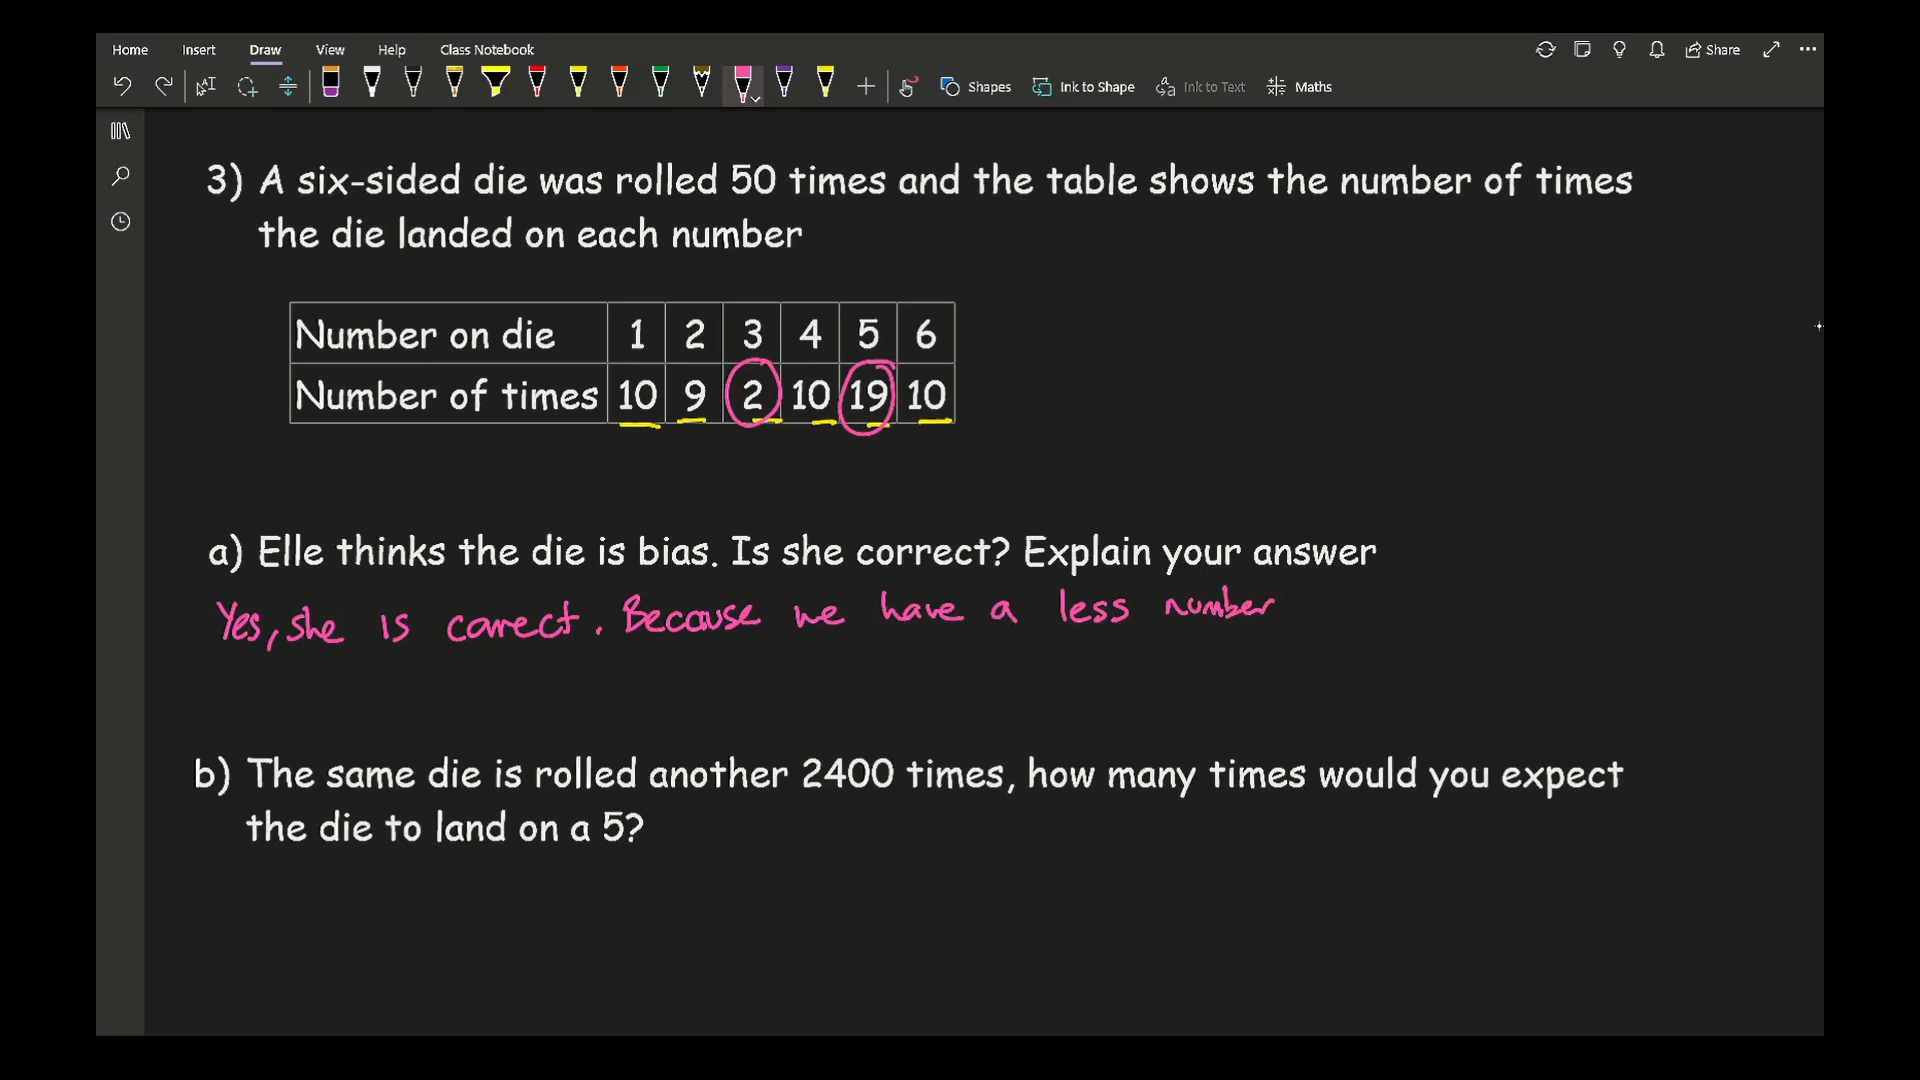 Home Insert Draw View Help Class Notebook Share
Shapes Ink to Shape Ink to Text Maths
3) A six-sided die was rolled 50 times and the table shows the number of times
the die landed on each number
Number on die 1 2 3 4 5 6
Number of times 10 9 2 10 19 10
a) Elle thinks the die is bias. Is she correct? Explain your answer
Yes, she is correct. Because we have a less number
b) The same die is rolled another 2400 times, how many times would you expect
the die to land on a 5?